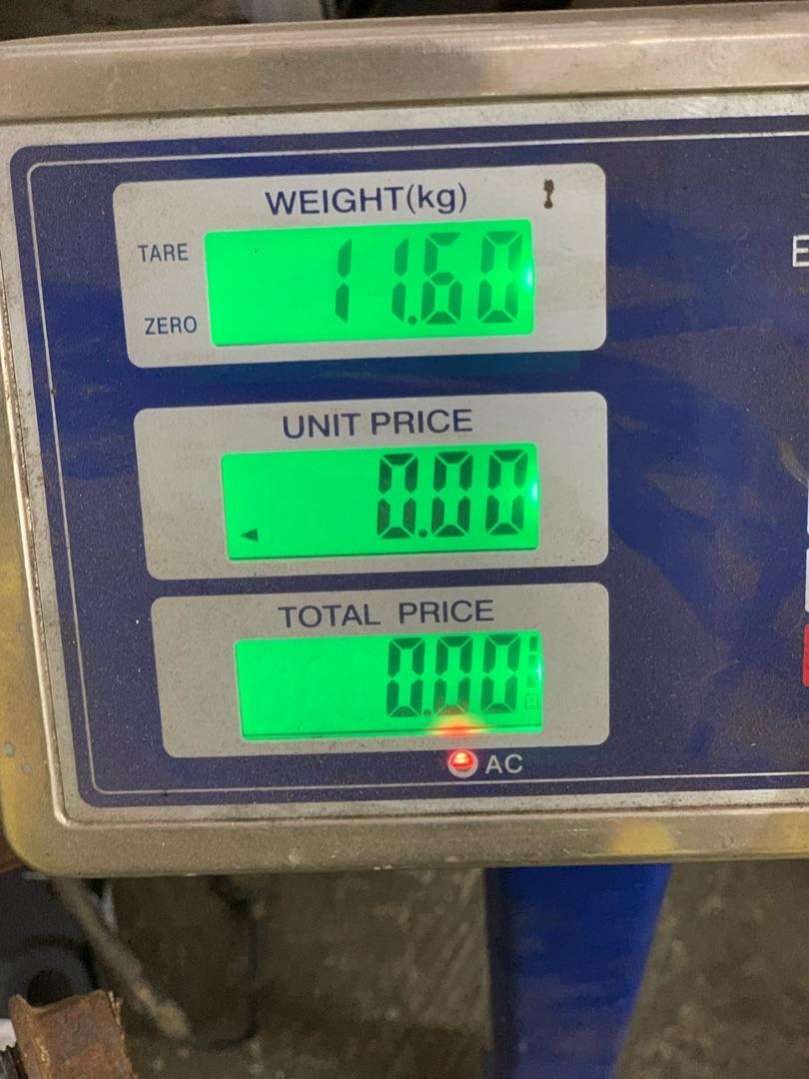 WEIGHT(kg)
TARE
11.60
ZERO
UNIT PRICE
0.00
TOTAL PRICE
0.00
AC